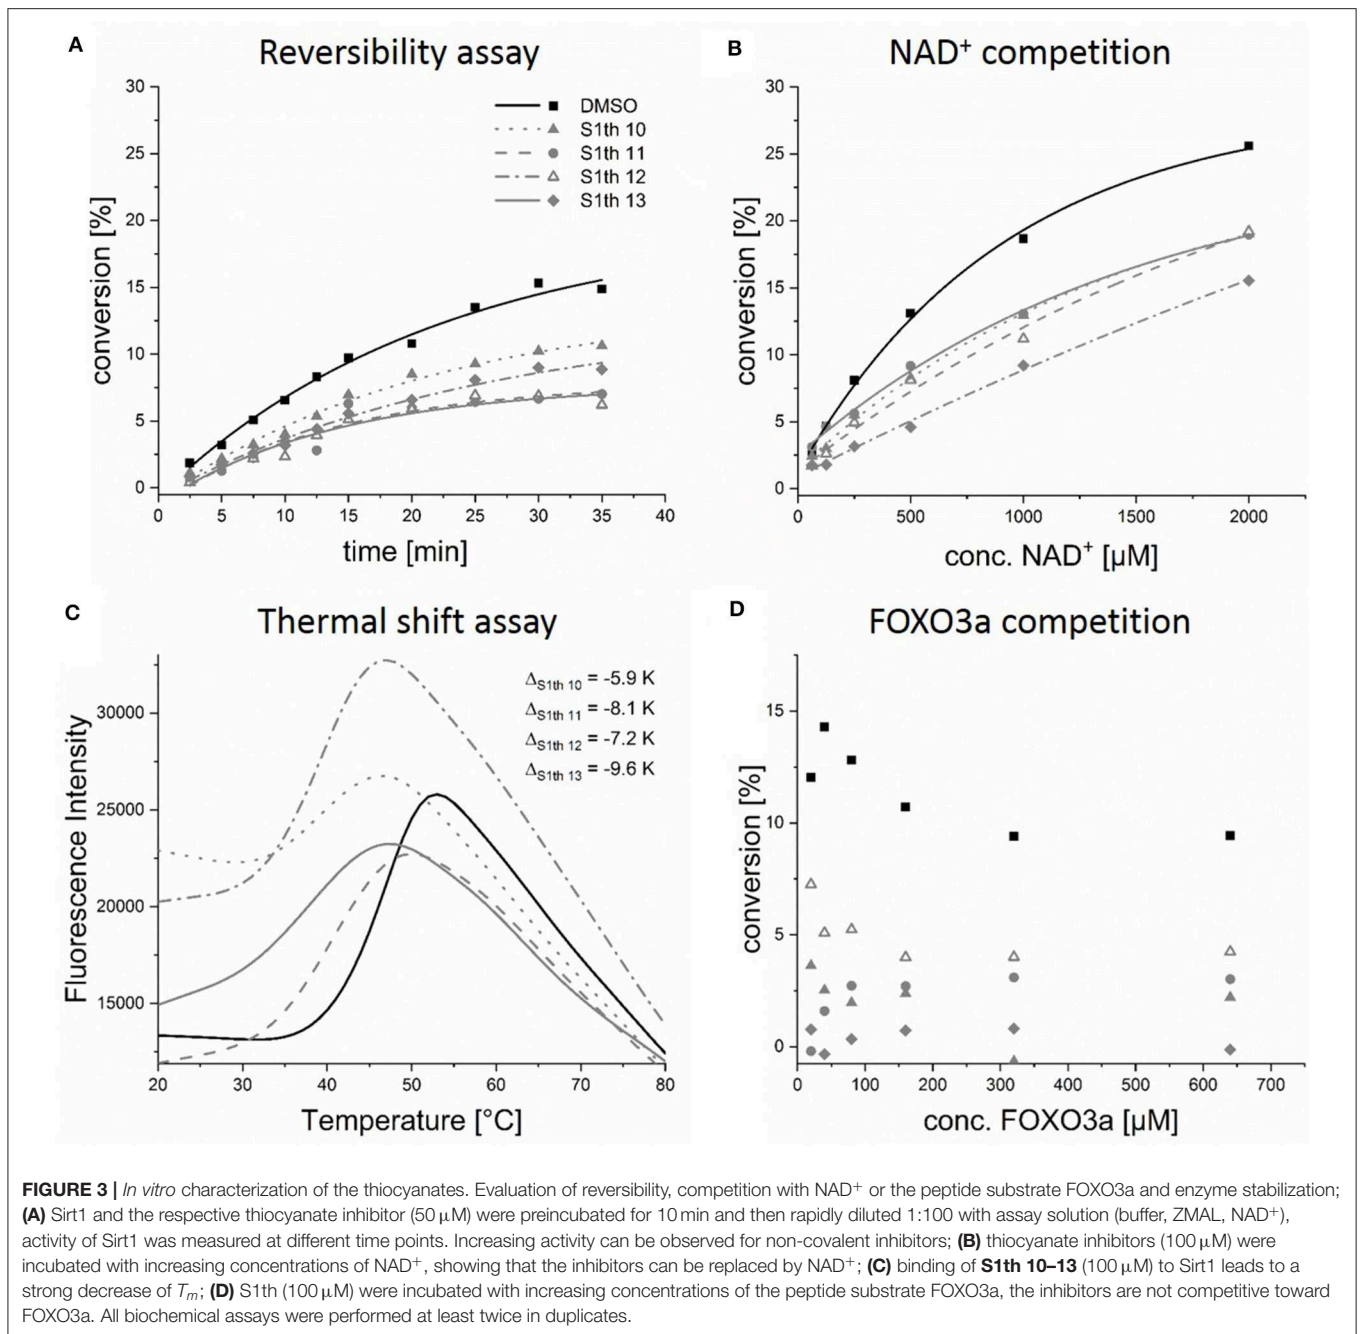 A
Reversibility assay
30
25
20
15
10
5
0
conversion [%]
DMSO
S1th 10
S1th 11
S1th 12
S1th 13
0 5 10 15 20 25 30 35 40
time [min]
B
NAD⁺ competition
30
25
20
15
10
5
0
conversion [%]
0 500 1000 1500 2000
conc. NAD⁺ [µM]
C
Thermal shift assay
30000
25000
20000
15000
Fluorescence Intensity
Δ S1th 10 = -5.9 K
Δ S1th 11 = -8.1 K
Δ S1th 12 = -7.2 K
Δ S1th 13 = -9.6 K
20 30 40 50 60 70 80
Temperature [°C]
D
FOXO3a competition
15
10
5
0
conversion [%]
0 100 200 300 400 500 600 700
conc. FOXO3a [µM]
FIGURE 3 | In vitro characterization of the thiocyanates. Evaluation of reversibility, competition with NAD⁺ or the peptide substrate FOXO3a and enzyme stabilization;
(A) Sirt1 and the respective thiocyanate inhibitor (50 µM) were preincubated for 10 min and then rapidly diluted 1:100 with assay solution (buffer, ZMAL, NAD⁺),
activity of Sirt1 was measured at different time points. Increasing activity can be observed for non-covalent inhibitors; (B) thiocyanate inhibitors (100 µM) were
incubated with increasing concentrations of NAD⁺, showing that the inhibitors can be replaced by NAD⁺; (C) binding of S1th 10–13 (100 µM) to Sirt1 leads to a
strong decrease of Tm; (D) S1th (100 µM) were incubated with increasing concentrations of the peptide substrate FOXO3a, the inhibitors are not competitive toward
FOXO3a. All biochemical assays were performed at least twice in duplicates.